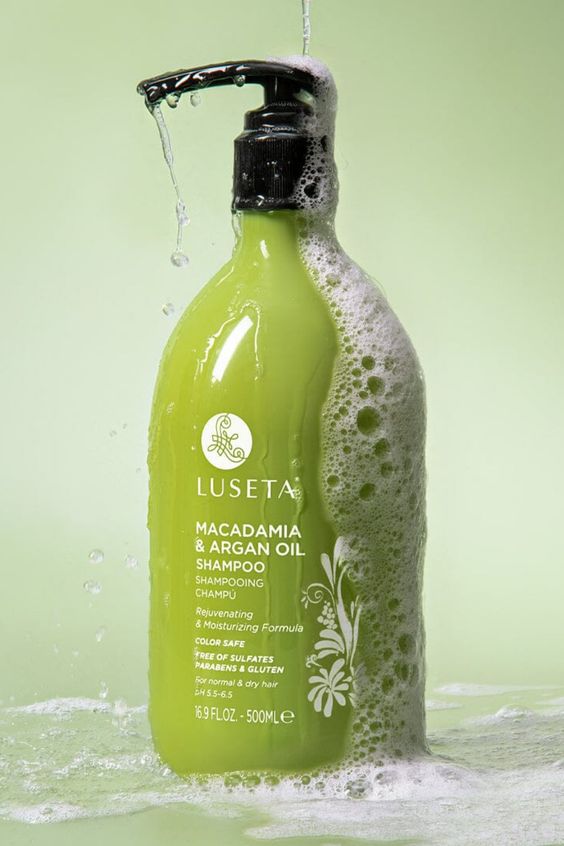 LUSETA
MACADAMIA
& ARGAN OIL
SHAMPOO
SHAMPOOING
CHAMPÚ
Rejuvenating
& Moisturizing Formula
COLOR SAFE
FREE OF SULFATES
PARABENS & GLUTEN
For normal & dry hair
pH 5.5-6.5
16.9 FL.OZ. - 500ML℮